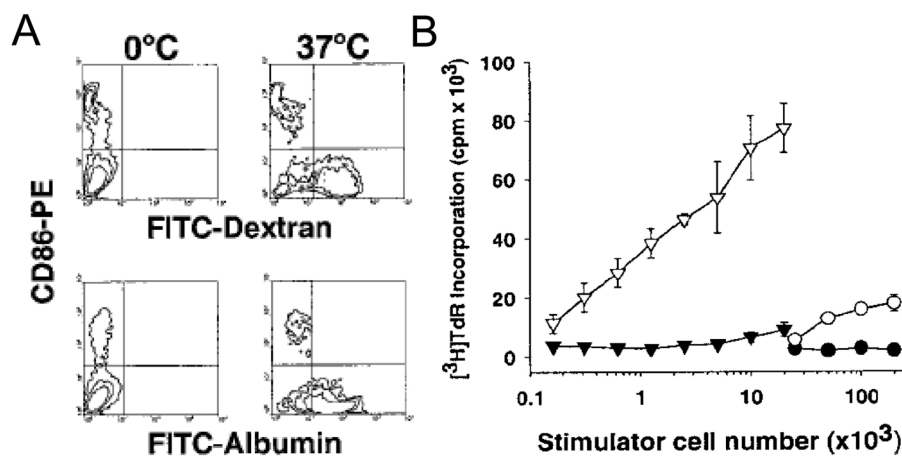 A
0°C
37°C
CD86-PE
FITC-Dextran
FITC-Albumin
B
[³H]TdR Incorporation (cpm x 10³)
100
80
60
40
20
0
0.1
1
10
100
Stimulator cell number (x10³)